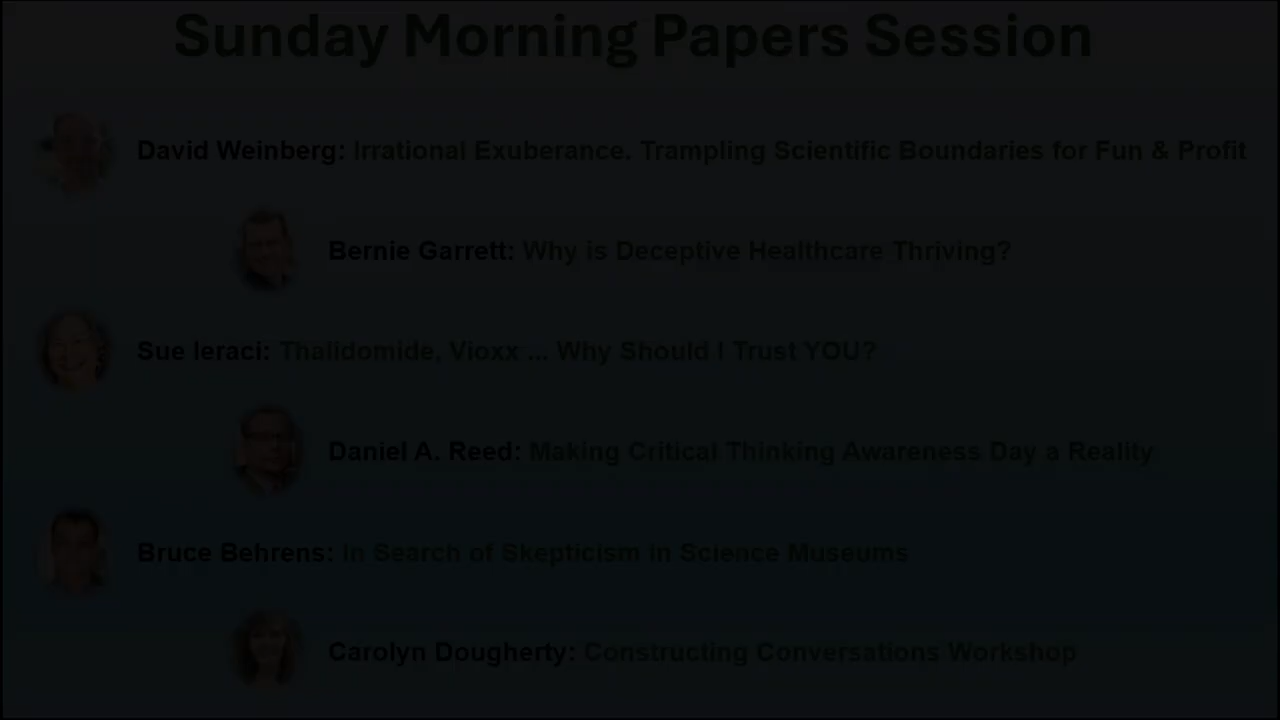 Sunday Morning Papers Session
David Weinberg: Irrational Exuberance. Trampling Scientific Boundaries for Fun & Profit
Bernie Garrett: Why is Deceptive Healthcare Thriving?
Sue Ieraci: Thalidomide, Vioxx ... Why Should I Trust YOU?
Daniel A. Reed: Making Critical Thinking Awareness Day a Reality
Bruce Behrens: In Search of Skepticism in Science Museums
Carolyn Dougherty: Constructing Conversations Workshop